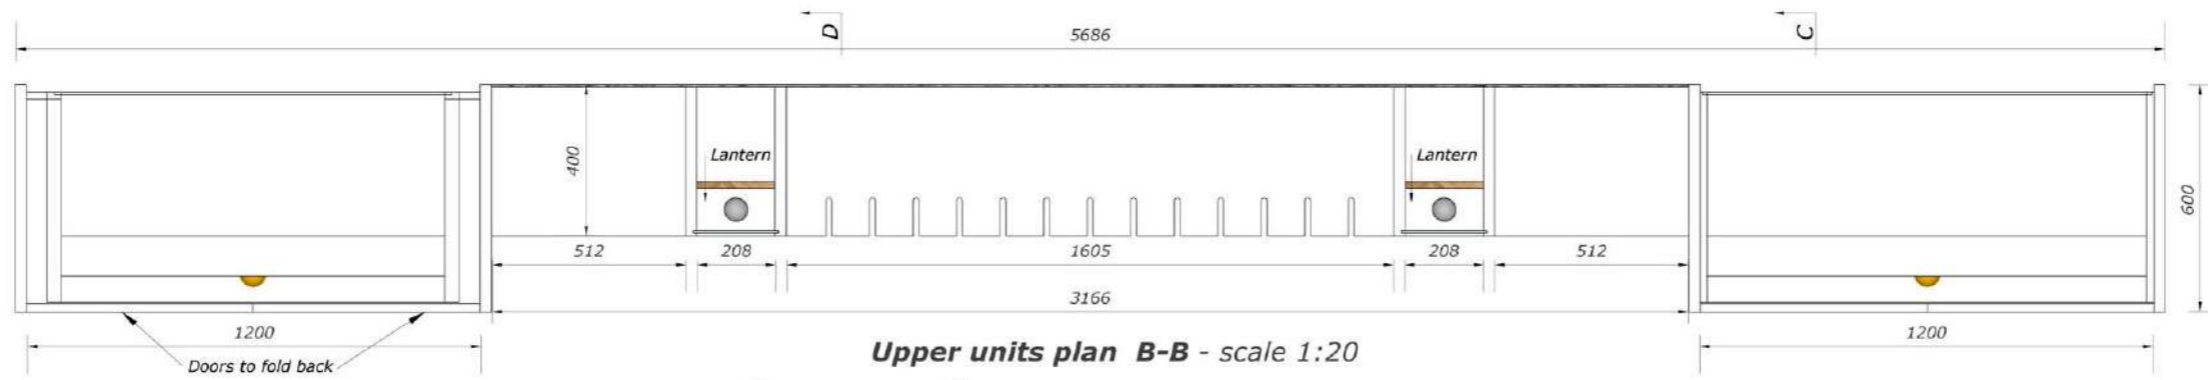 D
C
5686
400
Lantern
Lantern
600
512
208
1605
208
512
3166
1200
1200
Doors to fold back
Upper units plan B-B - scale 1:20